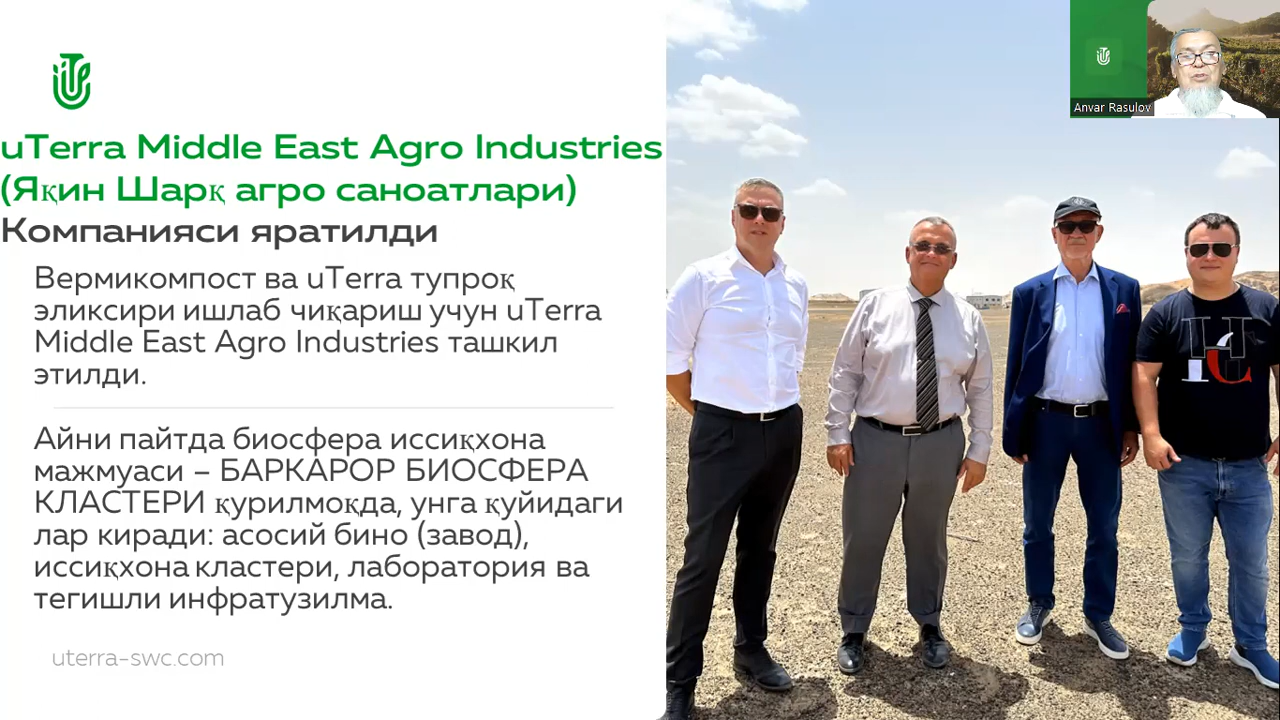 uTerra Middle East Agro Industries
(Яқин Шарқ агро саноатлари)
Компанияси яратилди
Вермикомпост ва uTerra тупроқ
эликсири ишлаб чиқариш учун uTerra
Middle East Agro Industries ташкил
этилди.
Айни пайтда биосфера иссиқхона
мажмуаси – БАРКАРОР БИОСФЕРА
КЛАСТЕРИ қурилмоқда, унга қуйидаги
лар киради: асосий бино (завод),
иссиқхона кластери, лаборатория ва
тегишли инфратузилма.
uterra-swc.com
Anvar Rasulov